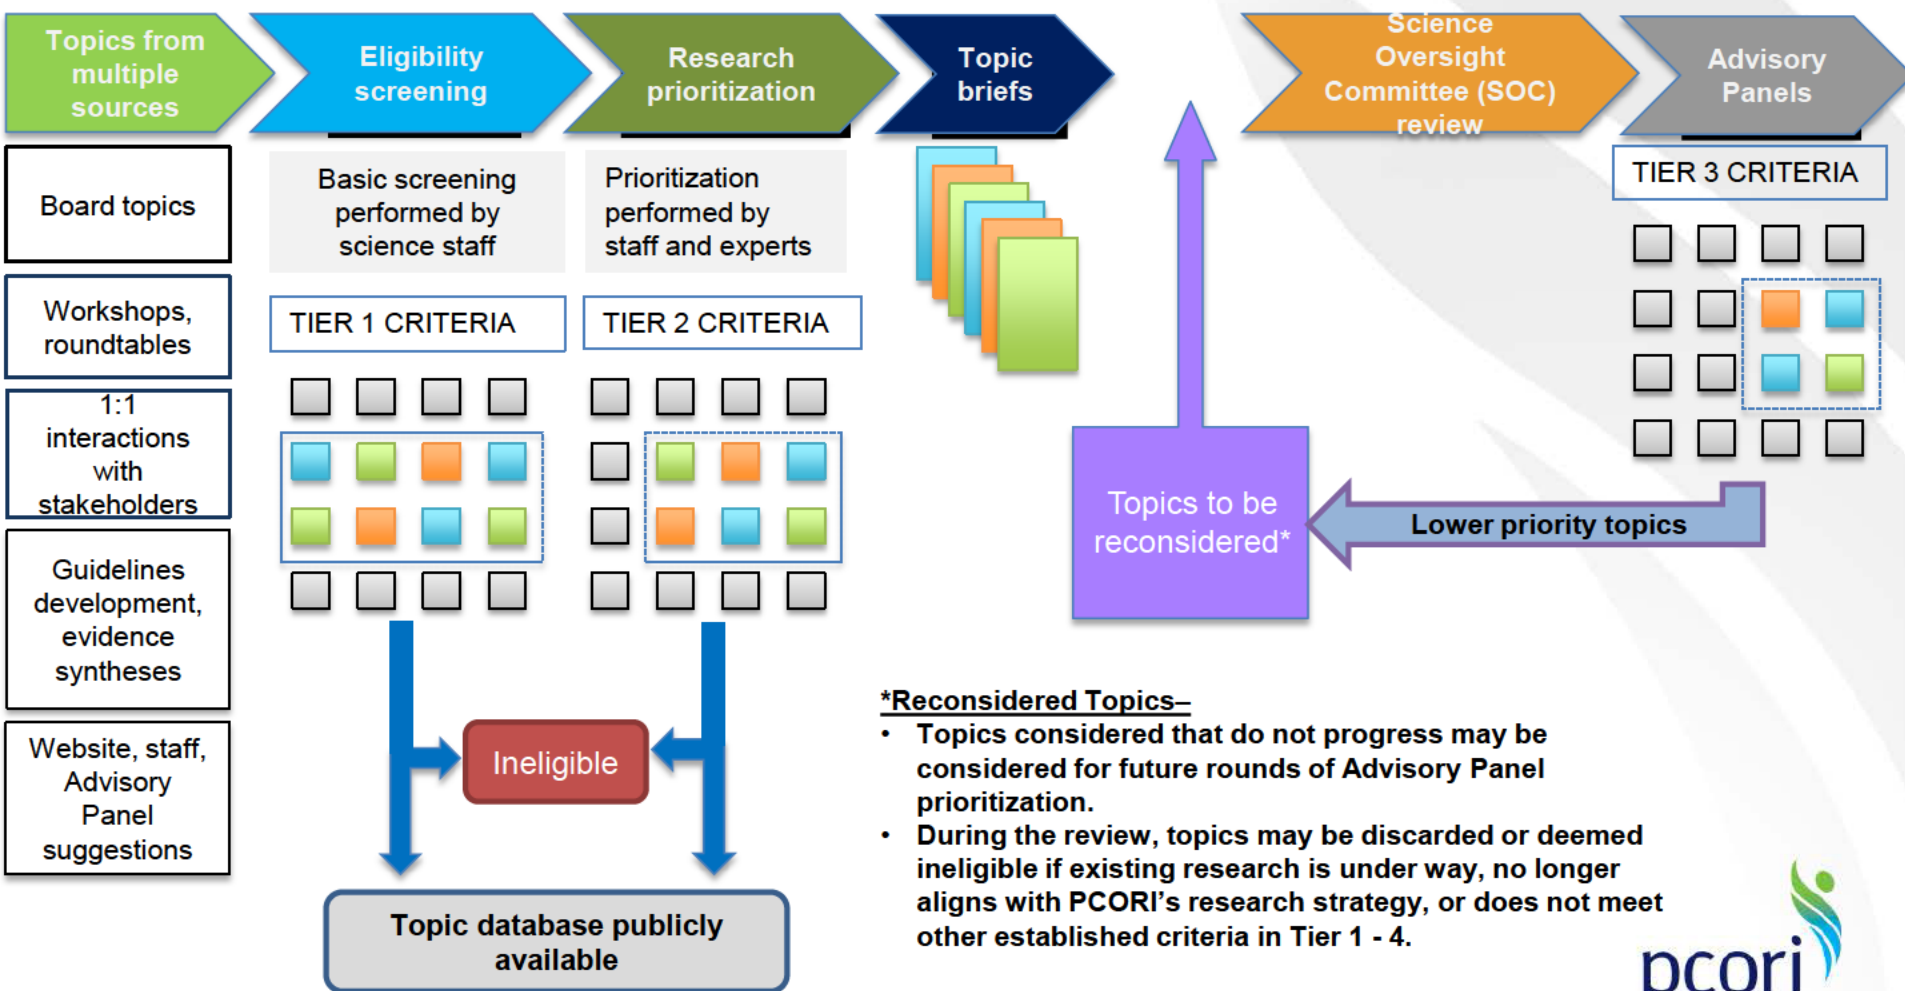 Topics from
multiple
sources
Eligibility
screening
Research
prioritization
Topic
briefs
Science
Oversight
Committee (SOC)
review
Advisory
Panels
Board topics
Workshops,
roundtables
1:1
interactions
with
stakeholders
Guidelines
development,
evidence
syntheses
Website, staff,
Advisory
Panel
suggestions
Basic screening
performed by
science staff
TIER 1 CRITERIA
Prioritization
performed by
staff and experts
TIER 2 CRITERIA
TIER 3 CRITERIA
Topics to be
reconsidered*
Lower priority topics
Ineligible
Topic database publicly
available
*Reconsidered Topics–
• Topics considered that do not progress may be
considered for future rounds of Advisory Panel
prioritization.
• During the review, topics may be discarded or deemed
ineligible if existing research is under way, no longer
aligns with PCORI's research strategy, or does not meet
other established criteria in Tier 1 - 4.
pcori